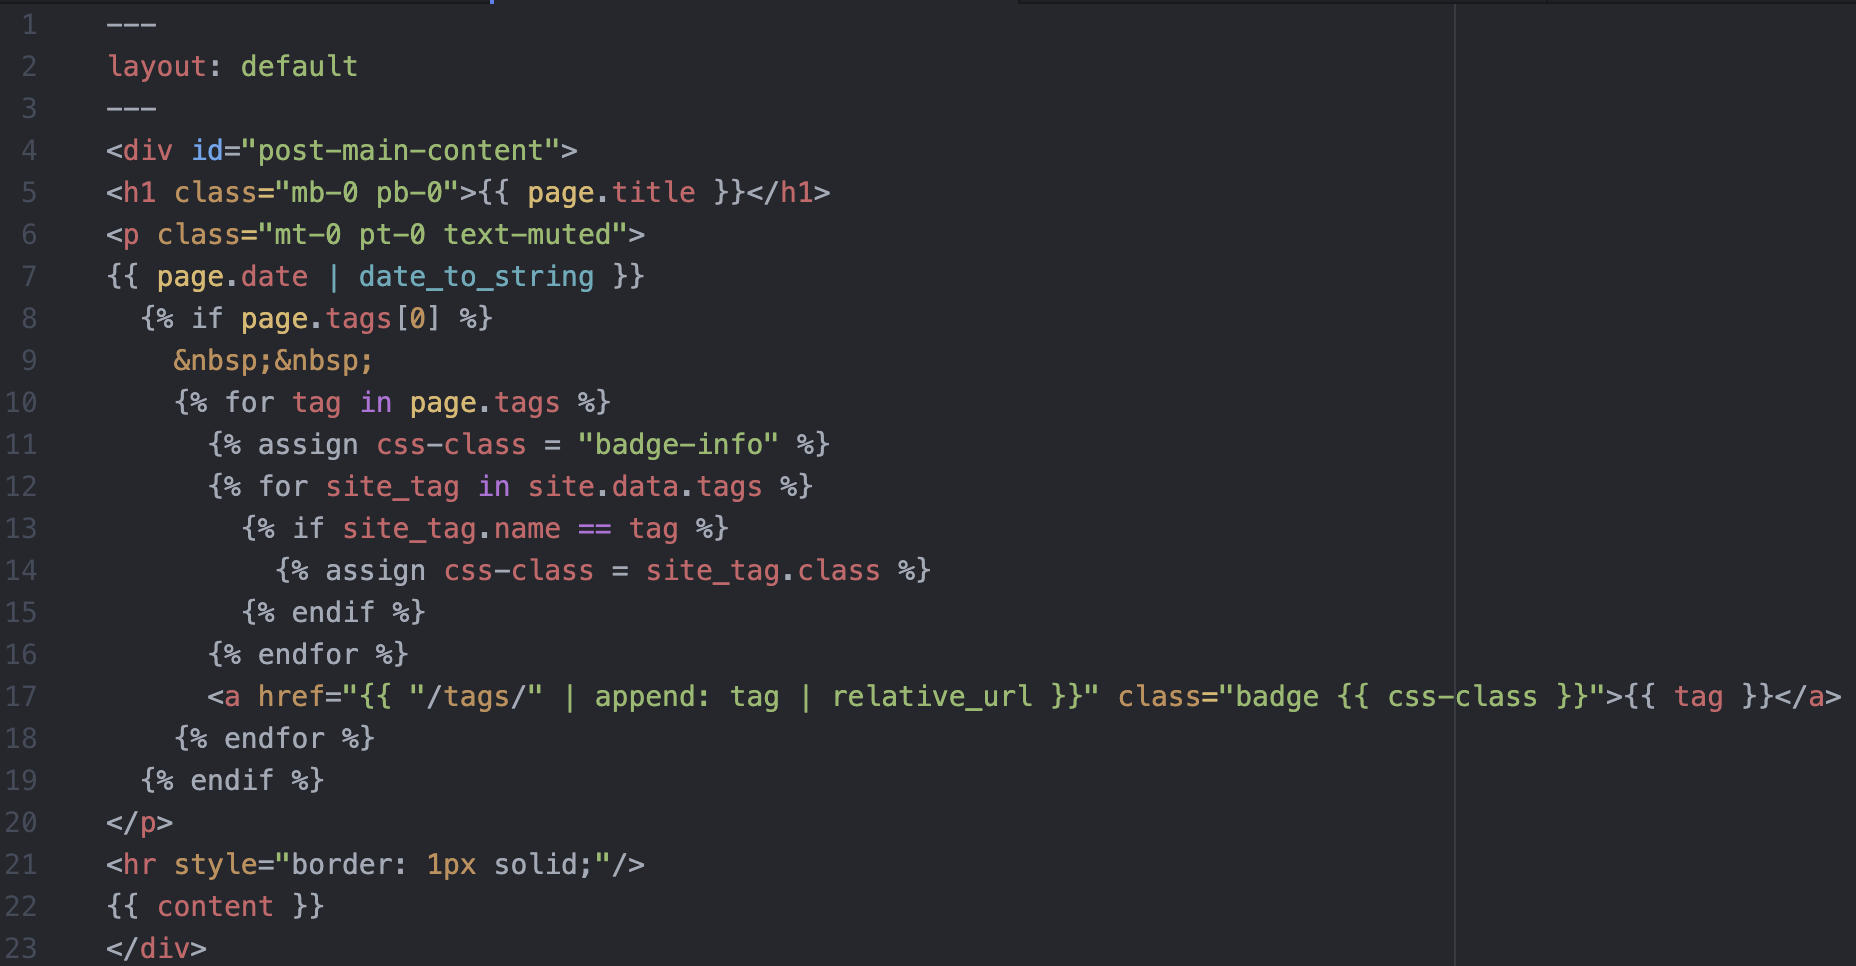 1 ---
2 layout: default
3 ---
4 <div id="post-main-content">
5 <h1 class="mb-0 pb-0">{{ page.title }}</h1>
6 <p class="mt-0 pt-0 text-muted">
7 {{ page.date | date_to_string }}
8   {% if page.tags[0] %}
9     &nbsp;&nbsp;
10     {% for tag in page.tags %}
11       {% assign css-class = "badge-info" %}
12       {% for site_tag in site.data.tags %}
13         {% if site_tag.name == tag %}
14           {% assign css-class = site_tag.class %}
15         {% endif %}
16       {% endfor %}
17       <a href="{{ "/tags/" | append: tag | relative_url }}" class="badge {{ css-class }}">{{ tag }}</a>
18     {% endfor %}
19   {% endif %}
20 </p>
21 <hr style="border: 1px solid;"/>
22 {{ content }}
23 </div>